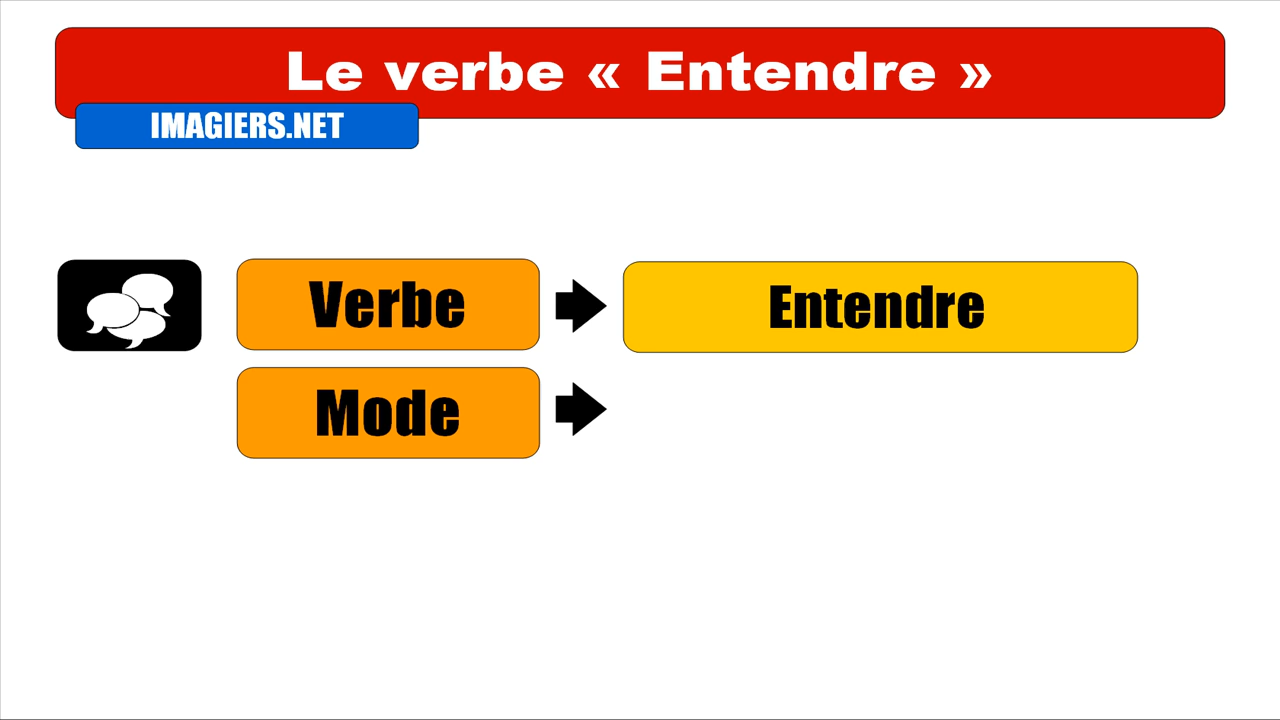 Le verbe « Entendre »
IMAGIERS.NET
Verbe
Entendre
Mode